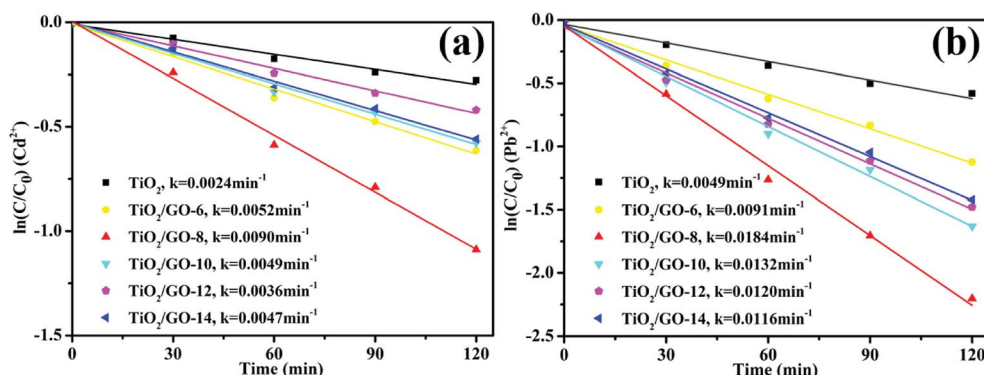 (a)
0.0
-0.5
-1.0
-1.5
ln(C/C₀) (Cd²⁺)
TiO₂, k=0.0024min⁻¹
TiO₂/GO-6, k=0.0052min⁻¹
TiO₂/GO-8, k=0.0090min⁻¹
TiO₂/GO-10, k=0.0049min⁻¹
TiO₂/GO-12, k=0.0036min⁻¹
TiO₂/GO-14, k=0.0047min⁻¹
0 30 60 90 120
Time (min)
(b)
0.0
-0.5
-1.0
-1.5
-2.0
-2.5
ln(C/C₀) (Pb²⁺)
TiO₂, k=0.0049min⁻¹
TiO₂/GO-6, k=0.0091min⁻¹
TiO₂/GO-8, k=0.0184min⁻¹
TiO₂/GO-10, k=0.0132min⁻¹
TiO₂/GO-12, k=0.0120min⁻¹
TiO₂/GO-14, k=0.0116min⁻¹
0 30 60 90 120
Time (min)